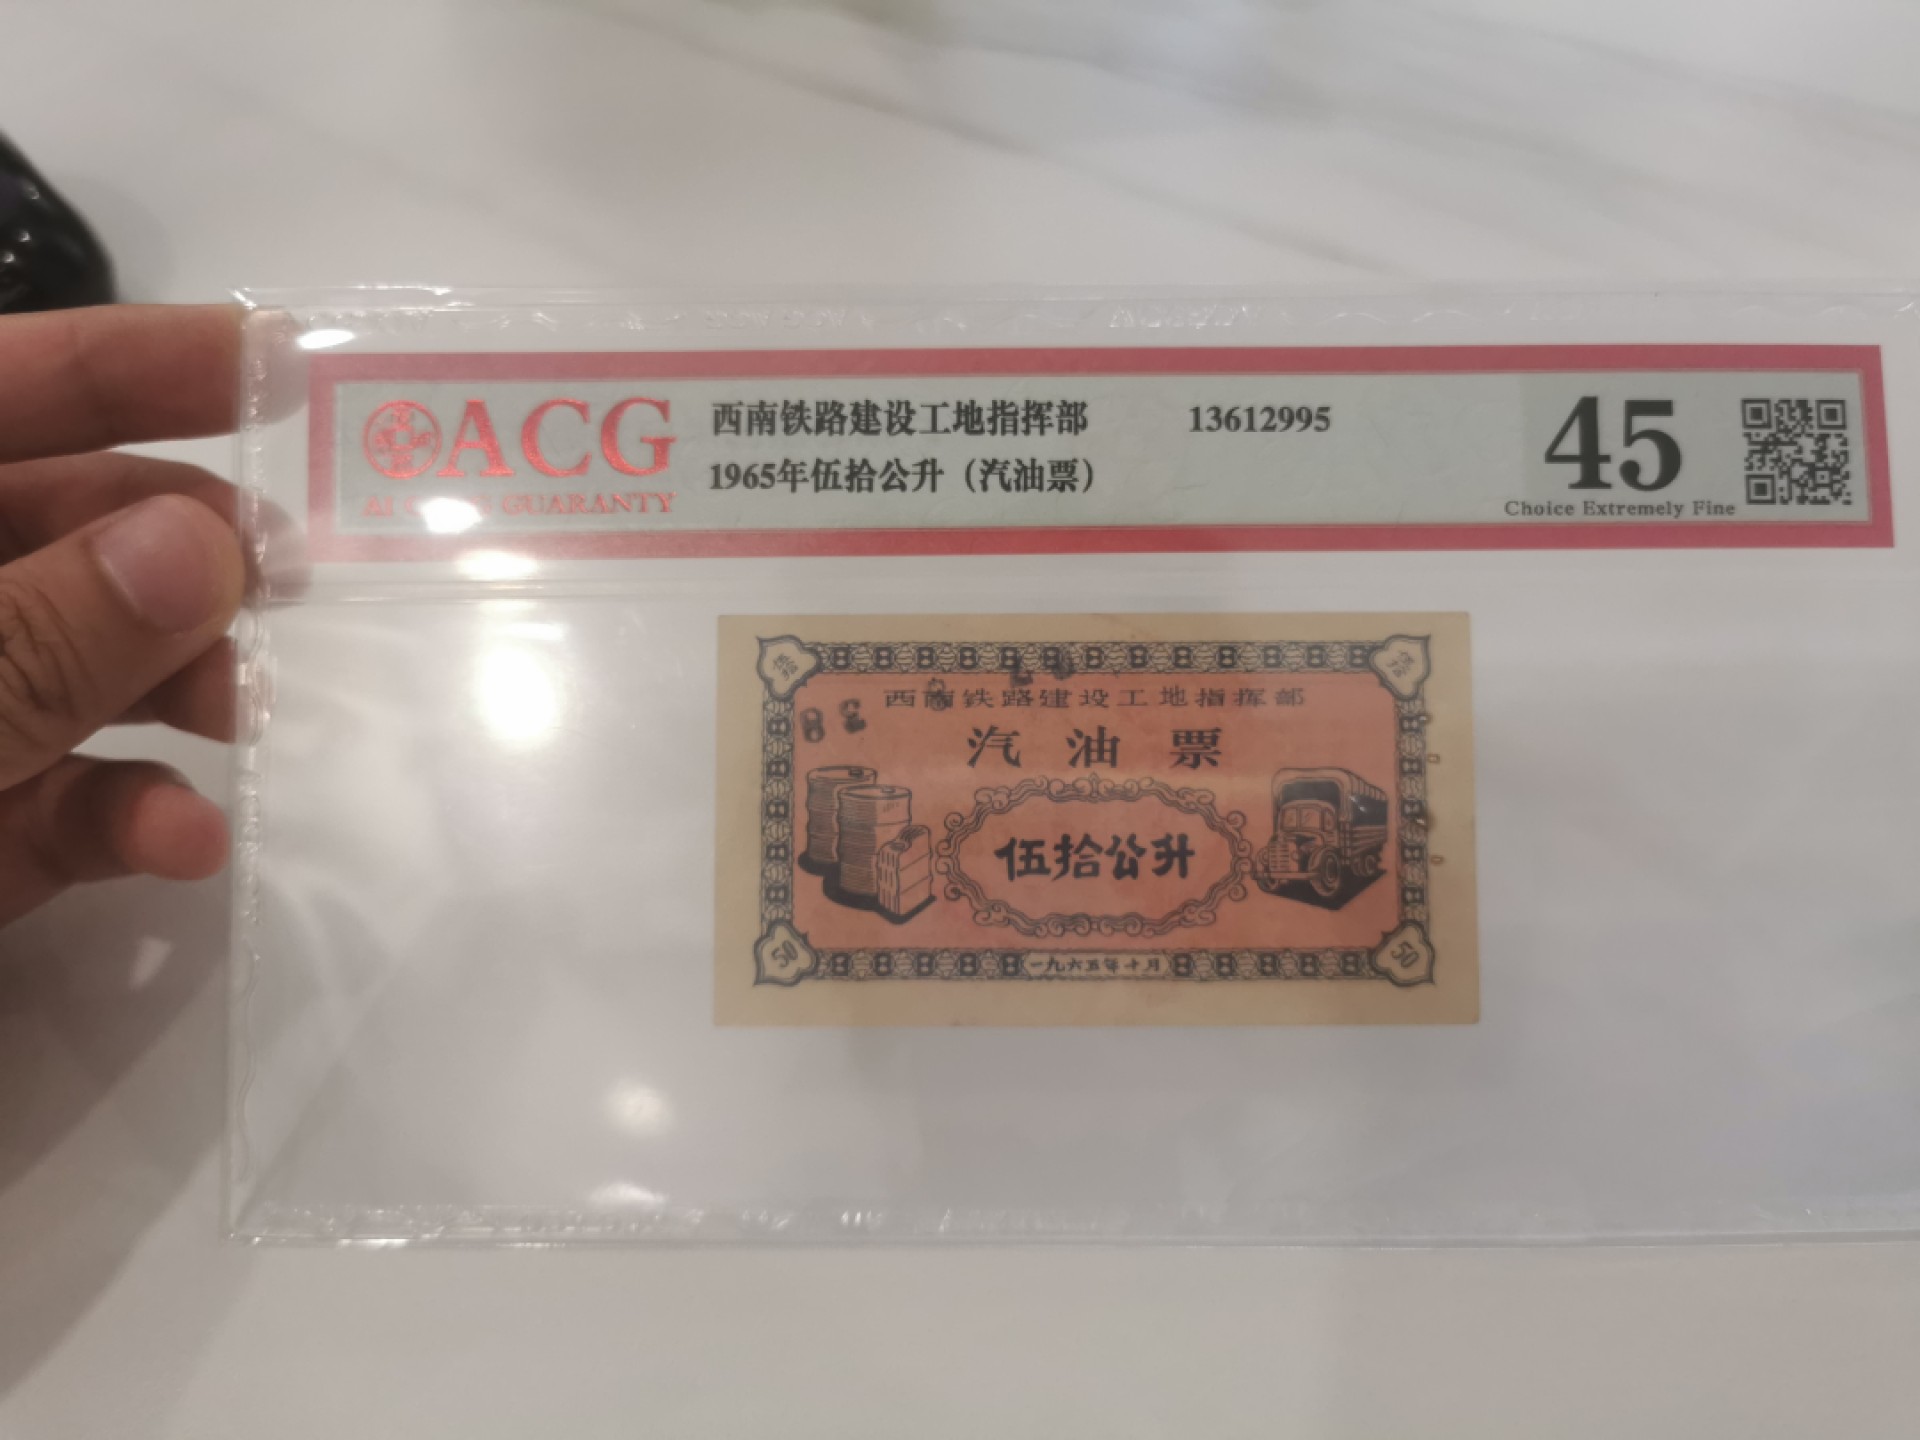 ACG
GUARANTY
西南铁路建设工地指挥部
13612995
1965年伍拾公升（汽油票）
45
Choice Extremely Fine
西南铁路建设工地指挥部
汽油票
伍拾公升
50
一九六五年十月
50